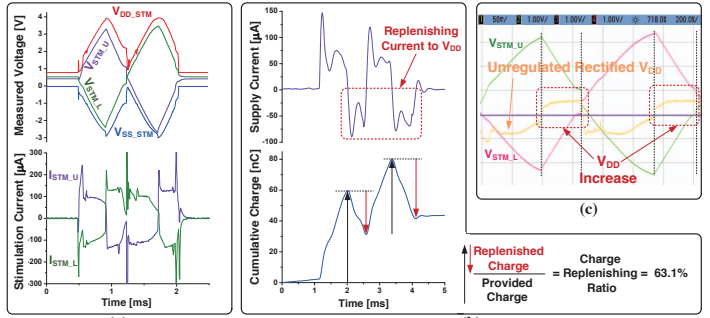 Measured Voltage [V]
4
3
2
1
0
-1
-2
-3
V_DD_STM
V_STM_U
V_STM_L
V_SS_STM
Stimulation Current [µA]
300
200
100
0
-100
-200
-300
I_STM_U
I_STM_L
0
1
2
Time [ms]
Supply Current [µA]
150
100
50
0
-50
-100
Replenishing
Current to V_DD
Cumulative Charge [nC]
80
60
40
20
0
0
1
2
3
4
5
Time [ms]
1.00V/
1.00V/
1.00V/
718.0s
200.0s/
V_STM_U
Unregulated Rectified V_DD
V_STM_L
V_DD
Increase
(c)
Replenished
Charge
Provided
Charge
=
Charge
Replenishing
Ratio
= 63.1%